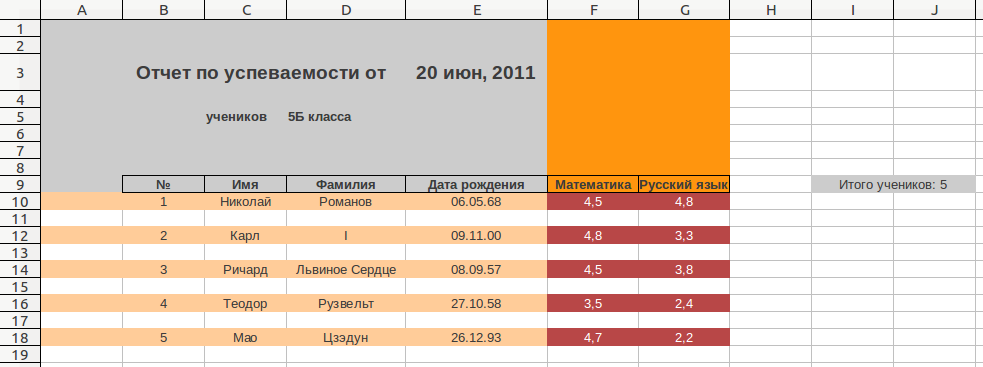 A B C D E F G H I J
1
2
3 Отчет по успеваемости от 20 июн, 2011
4
5 учеников 5Б класса
6
7
8
9 № Имя Фамилия Дата рождения Математика Русский язык Итого учеников: 5
10 1 Николай Романов 06.05.68 4,5 4,8
11
12 2 Карл I 09.11.00 4,8 3,3
13
14 3 Ричард Львиное Сердце 08.09.57 4,5 3,8
15
16 4 Теодор Рузвельт 27.10.58 3,5 2,4
17
18 5 Мао Цзэдун 26.12.93 4,7 2,2
19